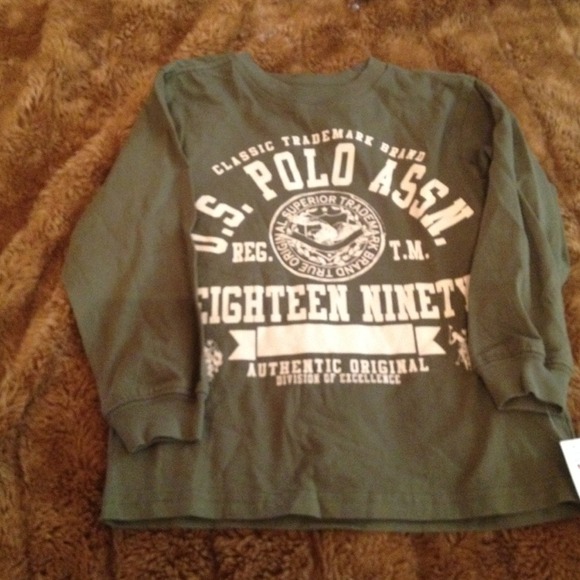 CLASSIC TRADEMARK BRAND
U.S. POLO ASSN.
SUPERIOR TRADEMARK
BRAND TRUE ORIGINAL
REG. T.M.
EIGHTEEN NINETY
AUTHENTIC ORIGINAL
DIVISION OF EXCELLENCE